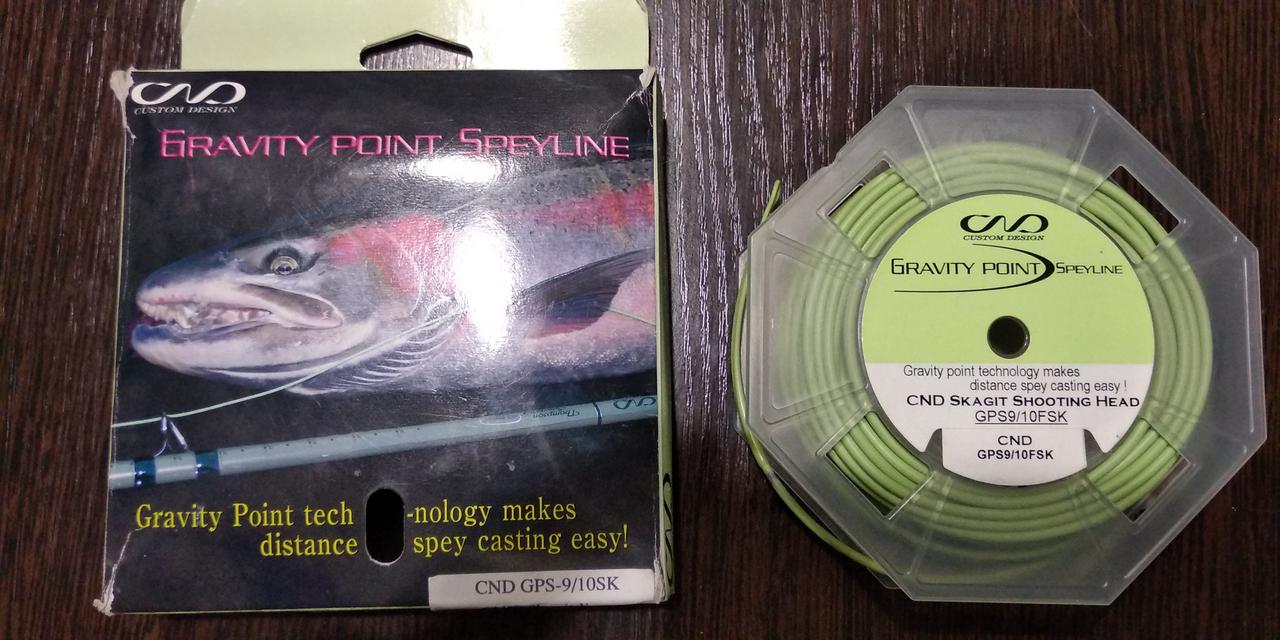 CND
CUSTOM DESIGN
GRAVITY POINT SPEYLINE
Thompson
CND
Gravity Point tech -nology makes
distance spey casting easy!
CND GPS-9/10SK
CND
CUSTOM DESIGN
GRAVITY POINT SPEYLINE
Gravity point technology makes
distance spey casting easy !
CND SKAGIT SHOOTING HEAD
GPS9/10FSK
CND
GPS9/10FSK